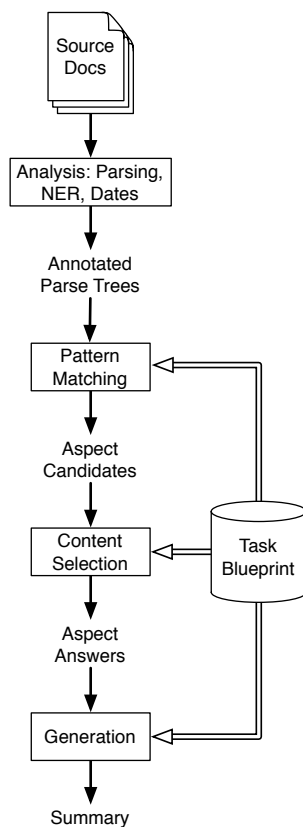 Source
Docs
Analysis: Parsing,
NER, Dates
Annotated
Parse Trees
Pattern
Matching
Aspect
Candidates
Content
Selection
Task
Blueprint
Aspect
Answers
Generation
Summary